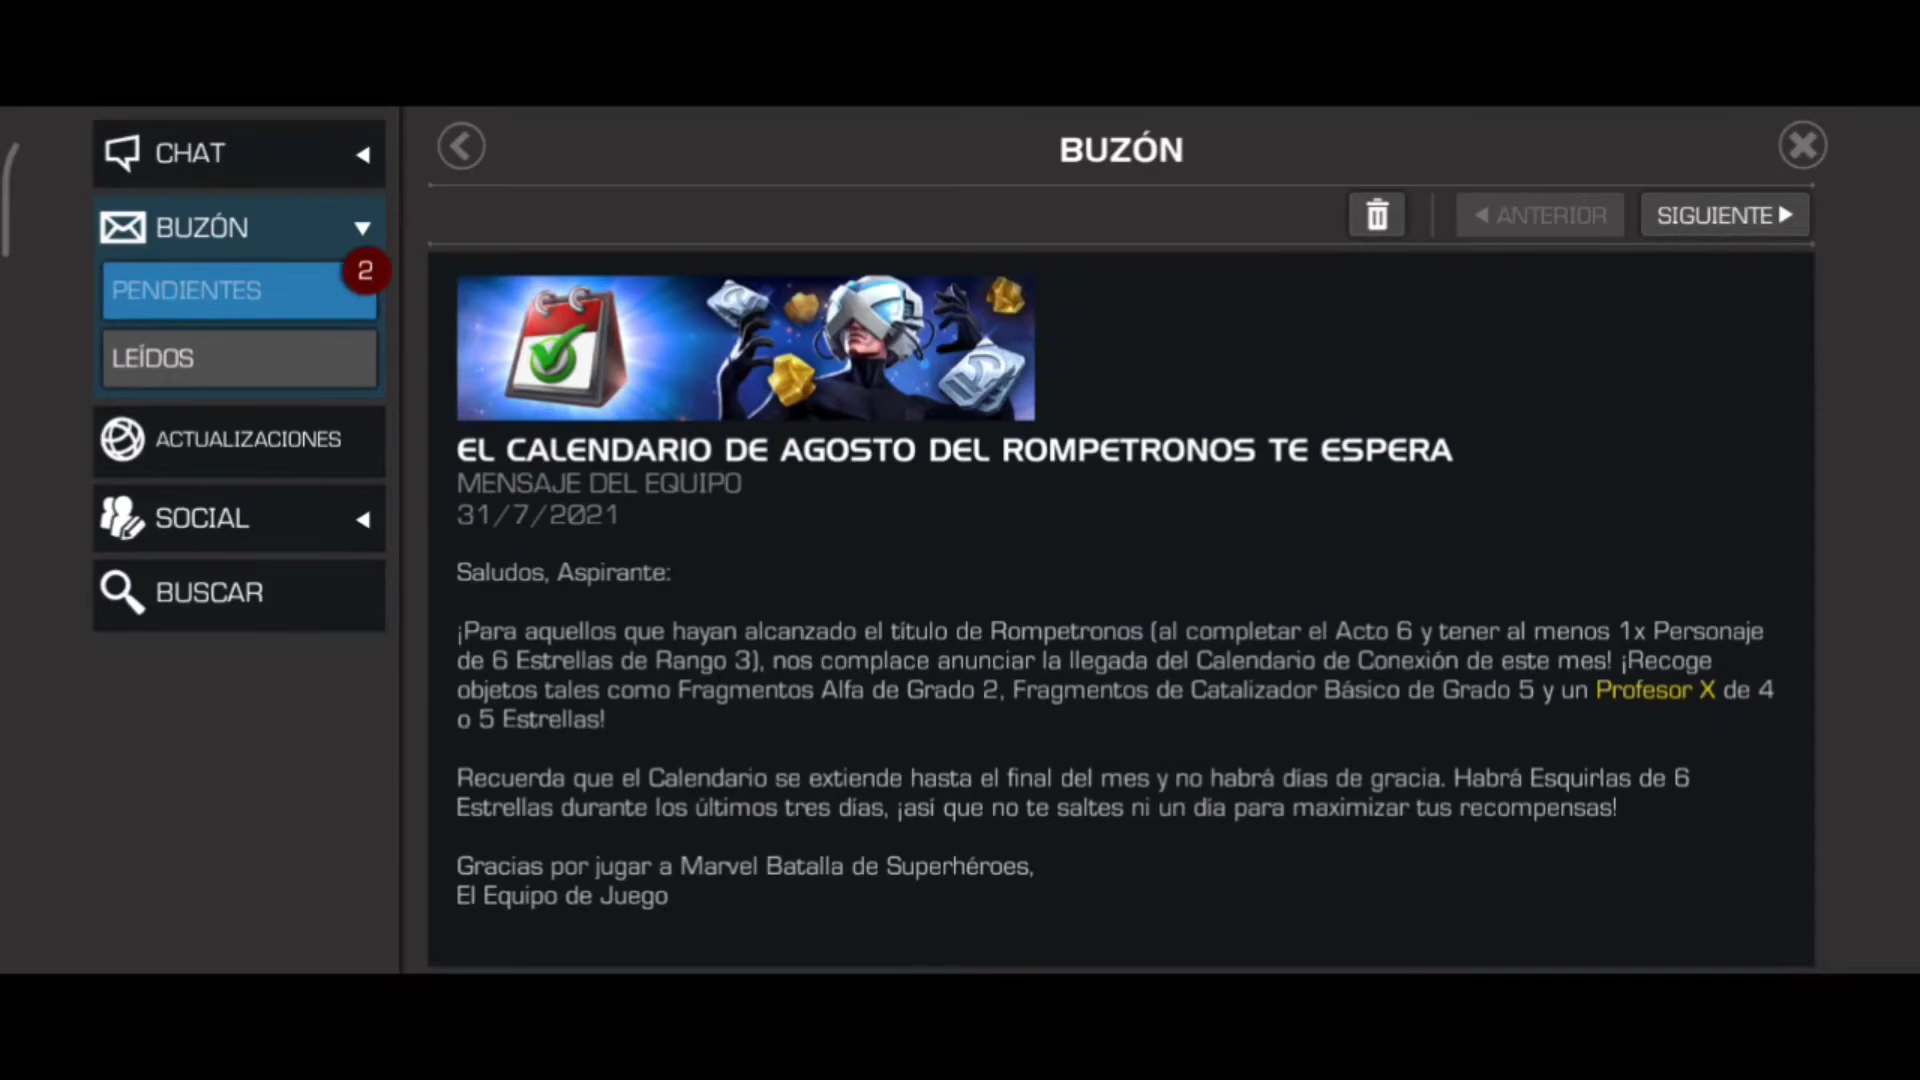 CHAT
BUZÓN
PENDIENTES
2
LEÍDOS
ACTUALIZACIONES
SOCIAL
BUSCAR
BUZÓN
ANTERIOR
SIGUIENTE
EL CALENDARIO DE AGOSTO DEL ROMPETRONOS TE ESPERA
MENSAJE DEL EQUIPO
31/7/2021
Saludos, Aspirante:
¡Para aquellos que hayan alcanzado el título de Rompetronos (al completar el Acto 6 y tener al menos 1x Personaje
de 6 Estrellas de Rango 3), nos complace anunciar la llegada del Calendario de Conexión de este mes! ¡Recoge
objetos tales como Fragmentos Alfa de Grado 2, Fragmentos de Catalizador Básico de Grado 5 y un Profesor X de 4
o 5 Estrellas!
Recuerda que el Calendario se extiende hasta el final del mes y no habrá días de gracia. Habrá Esquirlas de 6
Estrellas durante los últimos tres días, ¡así que no te saltes ni un día para maximizar tus recompensas!
Gracias por jugar a Marvel Batalla de Superhéroes,
El Equipo de Juego